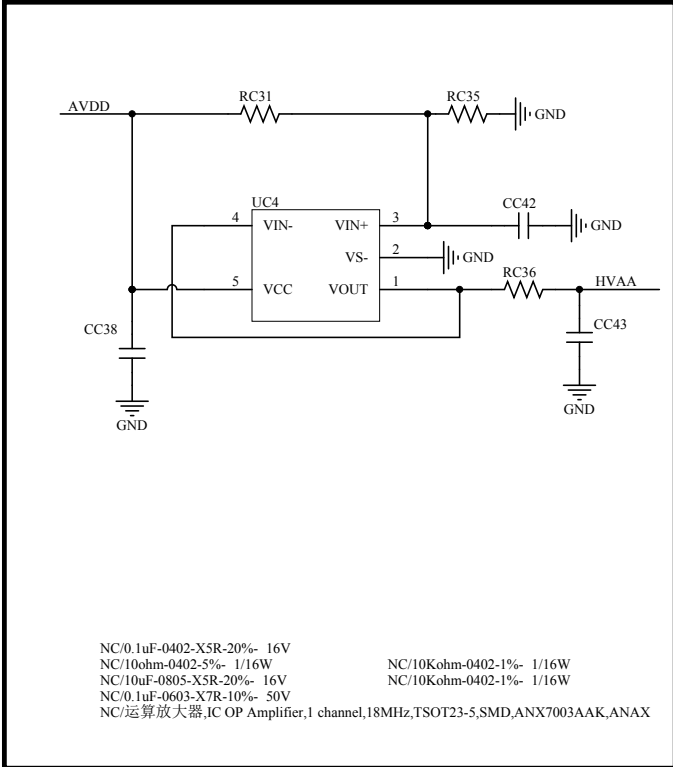 AVDD
RC31
RC35
GND
UC4
4
VIN-
VIN+
3
CC42
GND
VS-
2
GND
5
VCC
VOUT
1
RC36
HVAA
CC38
CC43
GND
GND
NC/0.1uF-0402-X5R-20%- 16V
NC/10ohm-0402-5%- 1/16W
NC/10Kohm-0402-1%- 1/16W
NC/10uF-0805-X5R-20%- 16V
NC/10Kohm-0402-1%- 1/16W
NC/0.1uF-0603-X7R-10%- 50V
NC/运算放大器,IC OP Amplifier,1 channel,18MHz,TSOT23-5,SMD,ANX7003AAK,ANAX